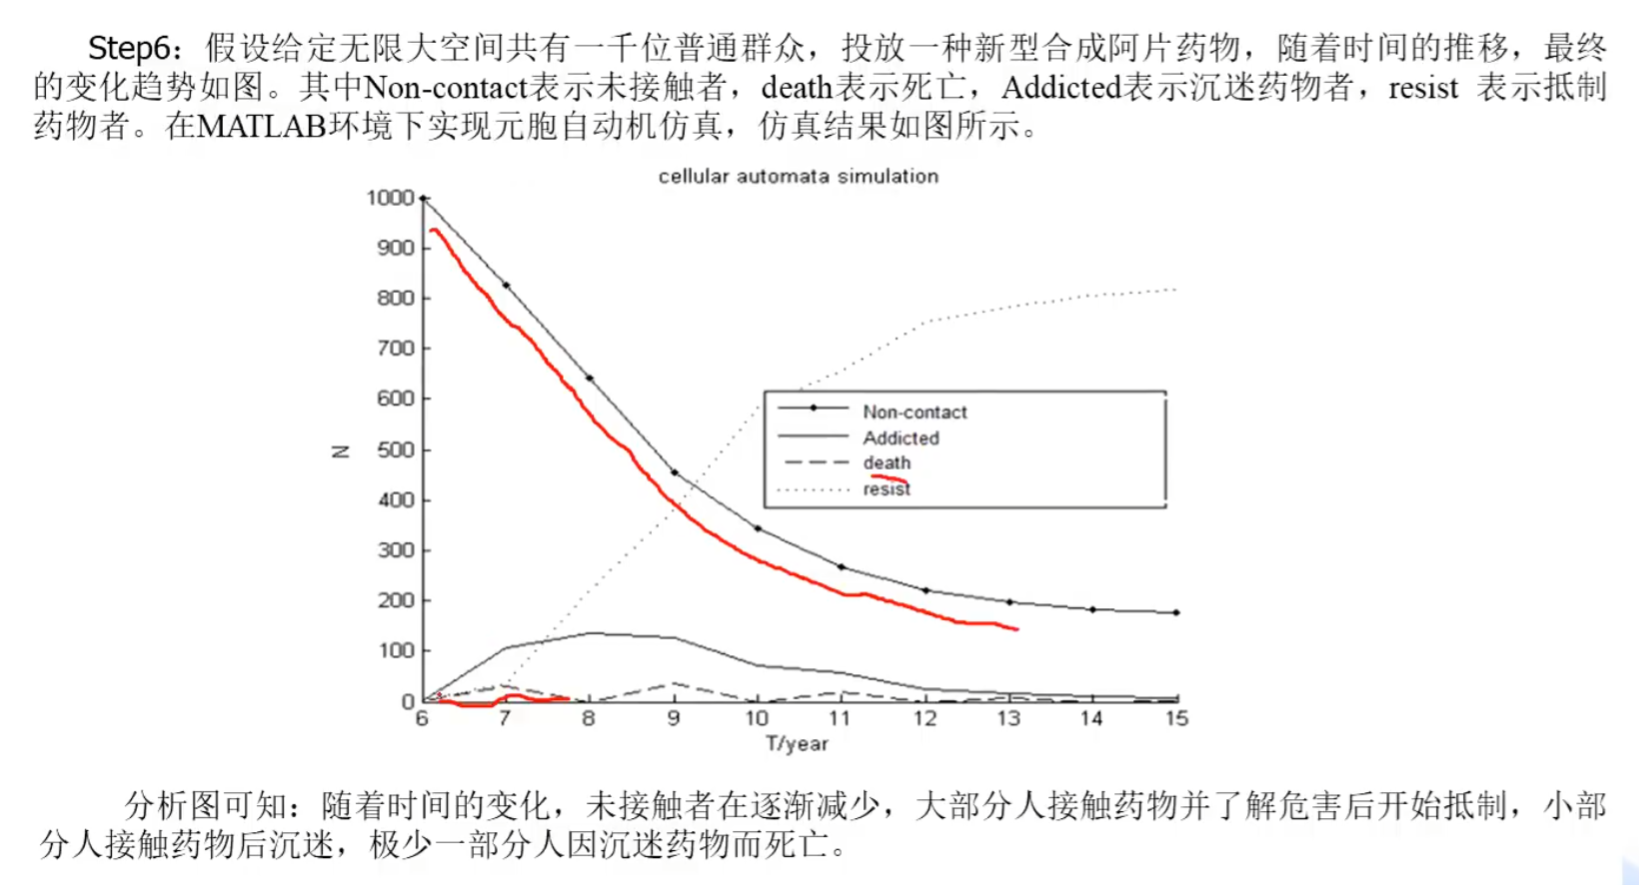 Step6：假设给定无限大空间共有一千位普通群众，投放一种新型合成阿片药物，随着时间的推移，最终
的变化趋势如图。其中Non-contact表示未接触者，death表示死亡，Addicted表示沉迷药物者，resist 表示抵制
药物者。在MATLAB环境下实现元胞自动机仿真，仿真结果如图所示。
cellular automata simulation
1000
900
800
700
600
500
400
300
200
100
0
N
Non-contact
Addicted
death
resist
6 7 8 9 10 11 12 13 14 15
T/year
分析图可知：随着时间的变化，未接触者在逐渐减少，大部分人接触药物并了解危害后开始抵制，小部
分人接触药物后沉迷，极少一部分人因沉迷药物而死亡。